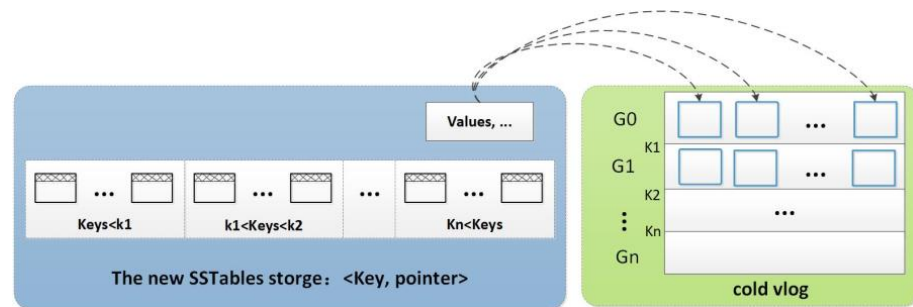 Values, ...
... ... ... ...
Keys<k1
k1<Keys<k2
Kn<Keys
The new SSTables storge：<Key, pointer>
G0
...
K1
G1
...
K2
...
...
Kn
Gn
cold vlog